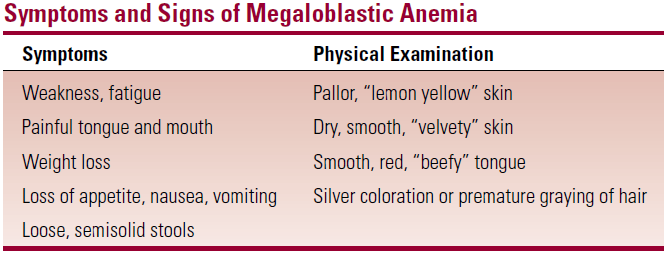 Symptoms and Signs of Megaloblastic Anemia
Symptoms Physical Examination
Weakness, fatigue Pallor, “lemon yellow” skin
Painful tongue and mouth Dry, smooth, “velvety” skin
Weight loss Smooth, red, “beefy” tongue
Loss of appetite, nausea, vomiting Silver coloration or premature graying of hair
Loose, semisolid stools